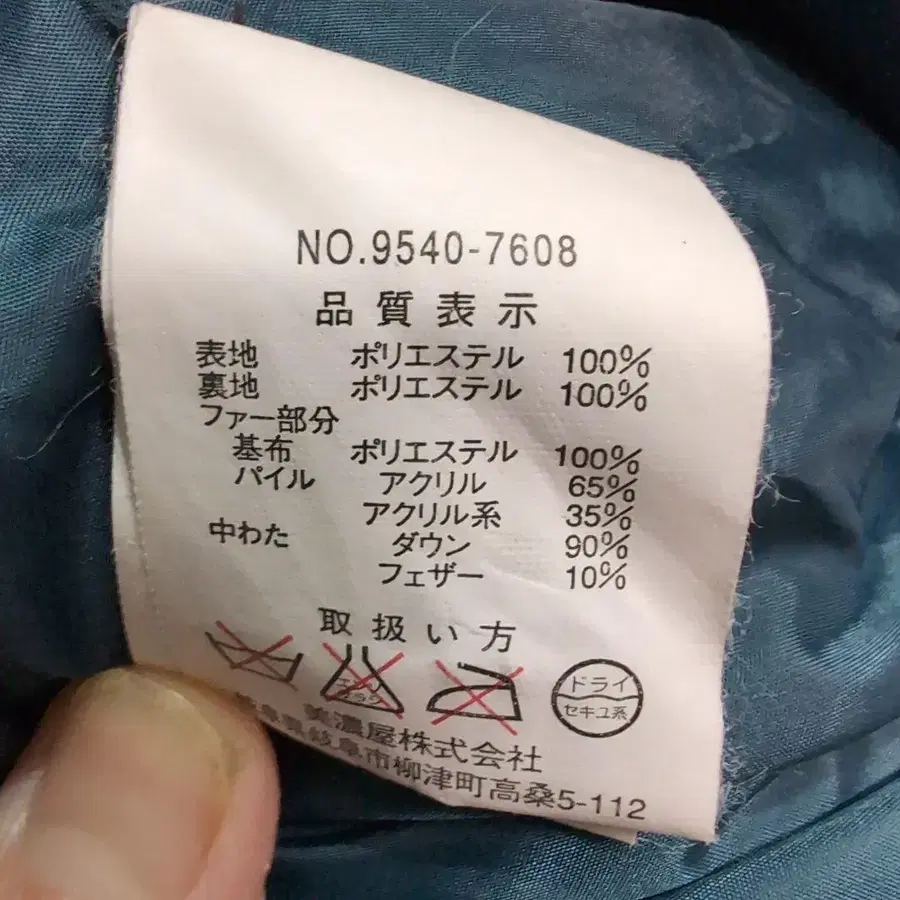 NO.9540-7608
品質表示
表地 ポリエステル 100%
裏地 ポリエステル 100%
ファー部分
基布 ポリエステル 100%
パイル アクリル 65%
アクリル系 35%
中わた ダウン 90%
フェザー 10%
取扱い方
ドライ
セキユ系
美濃屋株式会社
岐阜市柳津町高桑5-112